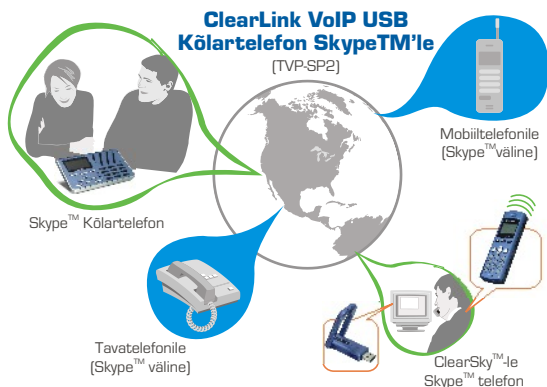 ClearLink VoIP USB
Kõlartelefon SkypeTM'le
(TVP-SP2)
Mobiiltelefonile
(Skype™väline)
Skype™ Kõlartelefon
Tavatelefonile
(Skype™ väline)
ClearSky™-le
Skype™ telefon